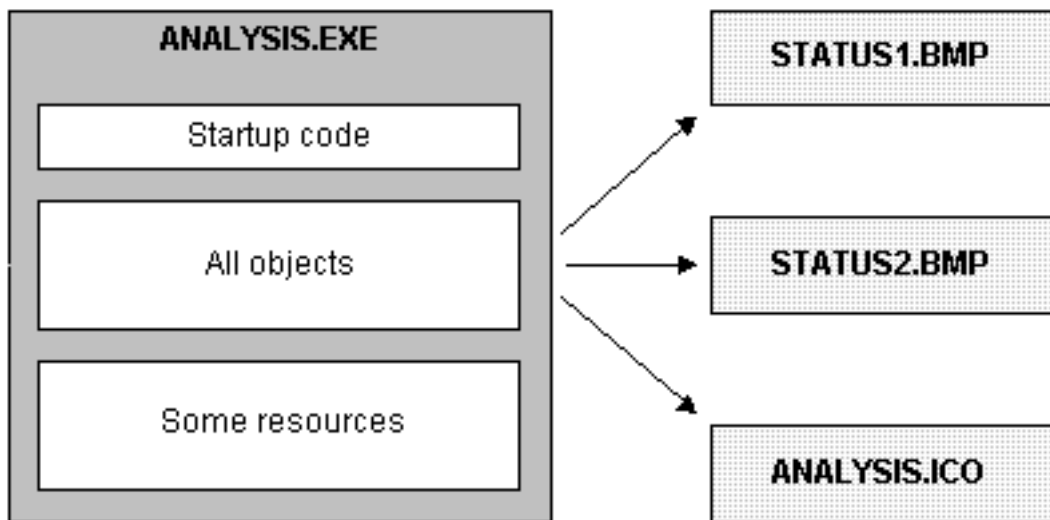 ANALYSIS.EXE
Startup code
All objects
Some resources
STATUS1.BMP
STATUS2.BMP
ANALYSIS.ICO